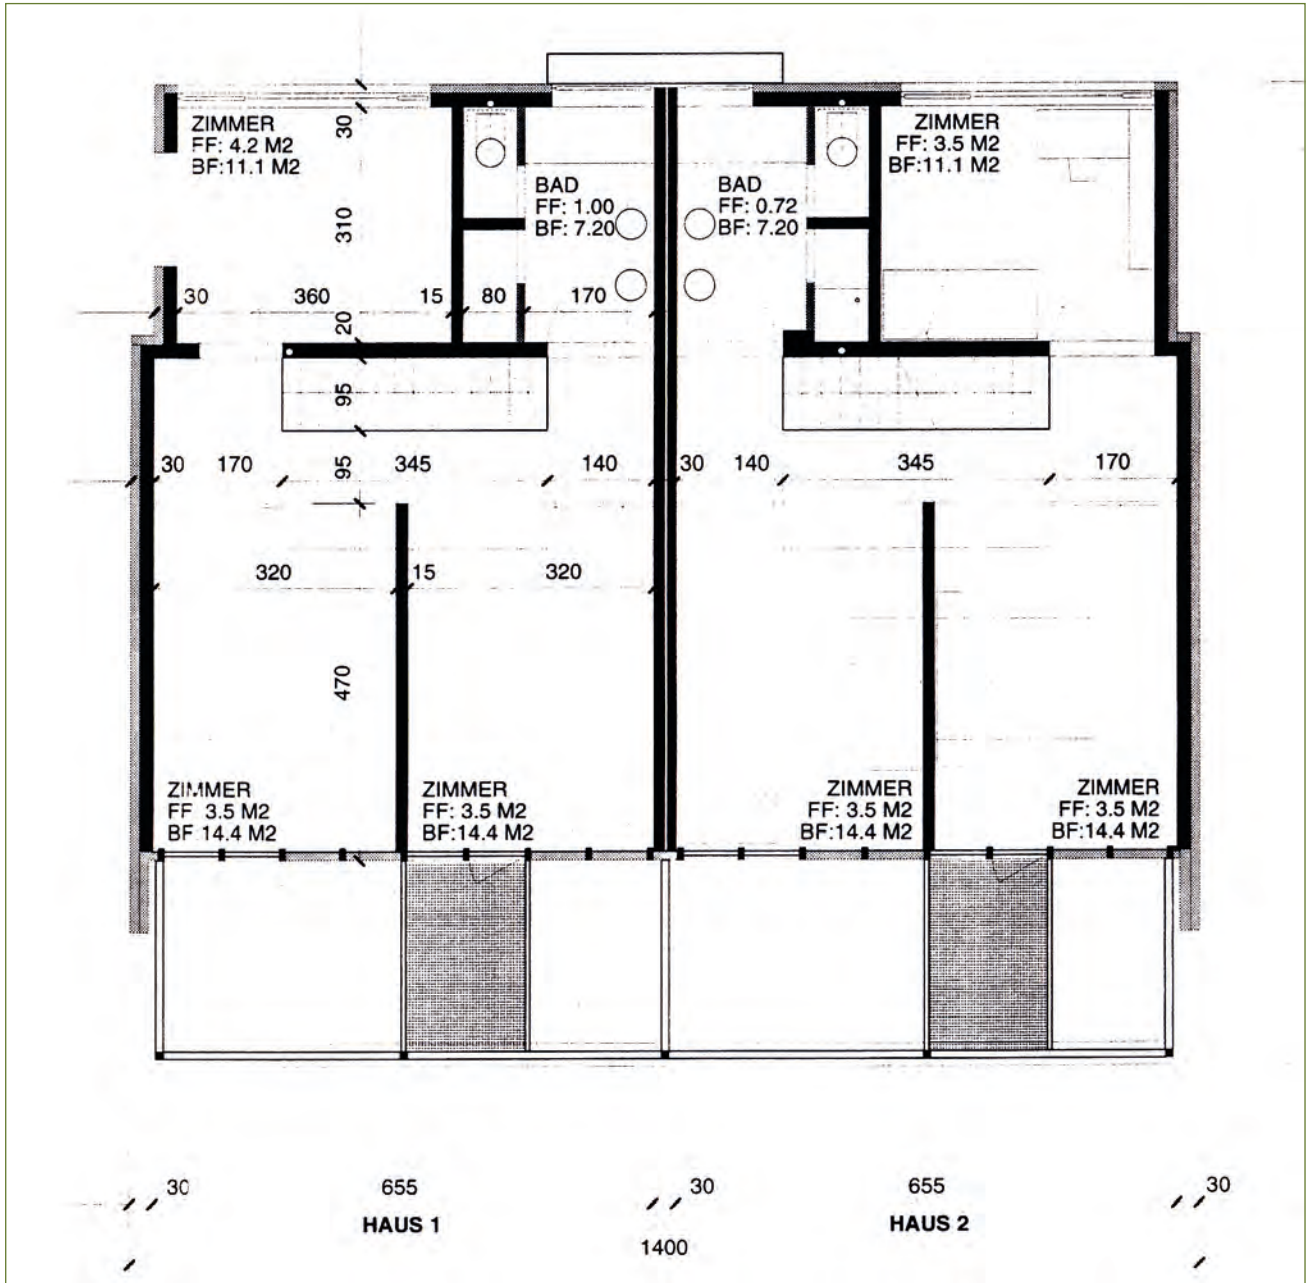 ZIMMER
FF: 4.2 M2
BF:11.1 M2
ZIMMER
FF: 3.5 M2
BF:11.1 M2
30
BAD
FF: 1.00
BF: 7.20
BAD
FF: 0.72
BF: 7.20
310
30 360 15 80 170
20
95
30 170 345 140 30 140 345 170
95
320 15 320
470
ZIMMER
FF 3.5 M2
BF 14.4 M2
ZIMMER
FF: 3.5 M2
BF:14.4 M2
ZIMMER
FF: 3.5 M2
BF:14.4 M2
ZIMMER
FF: 3.5 M2
BF:14.4 M2
30 655 30 655 30
HAUS 1 HAUS 2
1400